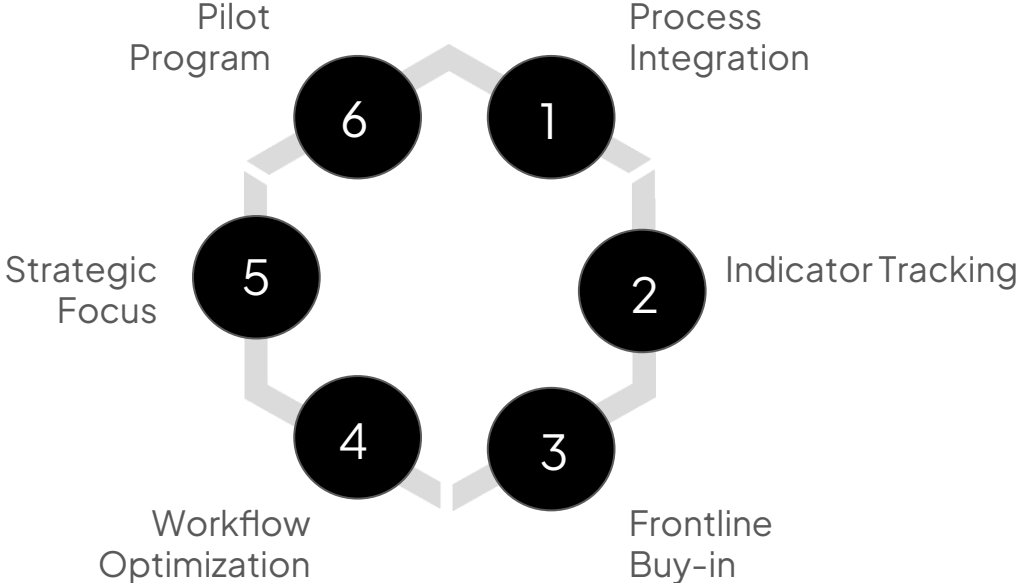 Pilot
Program
Process
Integration
6
1
Strategic
Focus
5
2
Indicator Tracking
4
3
Workflow
Optimization
Frontline
Buy-in